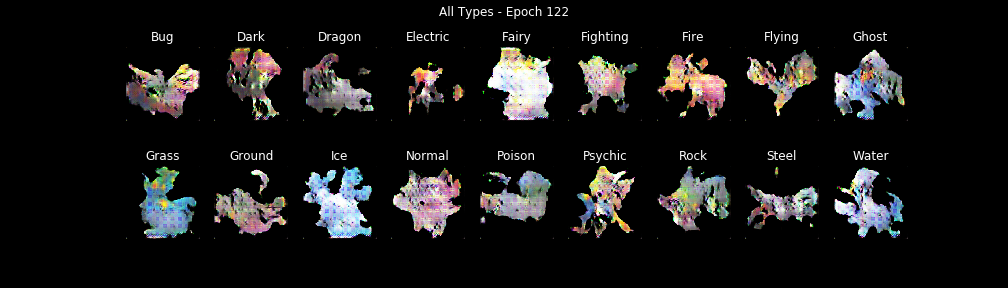 All Types - Epoch 122
Bug Dark Dragon Electric Fairy Fighting Fire Flying Ghost
Grass Ground Ice Normal Poison Psychic Rock Steel Water